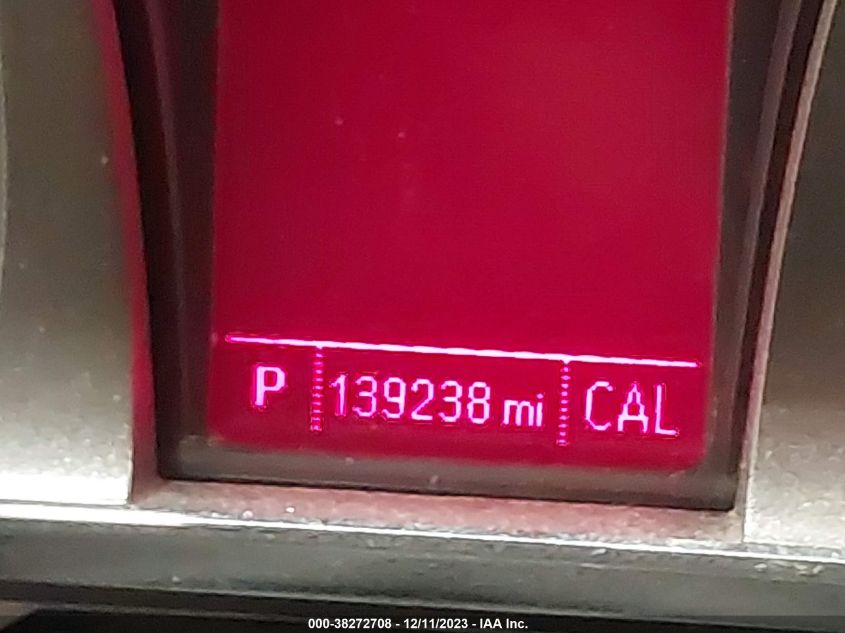 P 139238 mi CAL
000-38272708 - 12/11/2023 - IAA Inc.